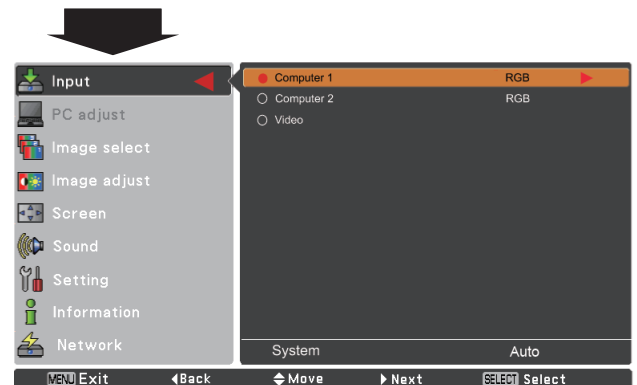 Input
PC adjust
Image select
Image adjust
Screen
Sound
Setting
Information
Network
Computer 1 RGB
Computer 2 RGB
Video
System Auto
MENU Exit Back Move Next SELECT Select